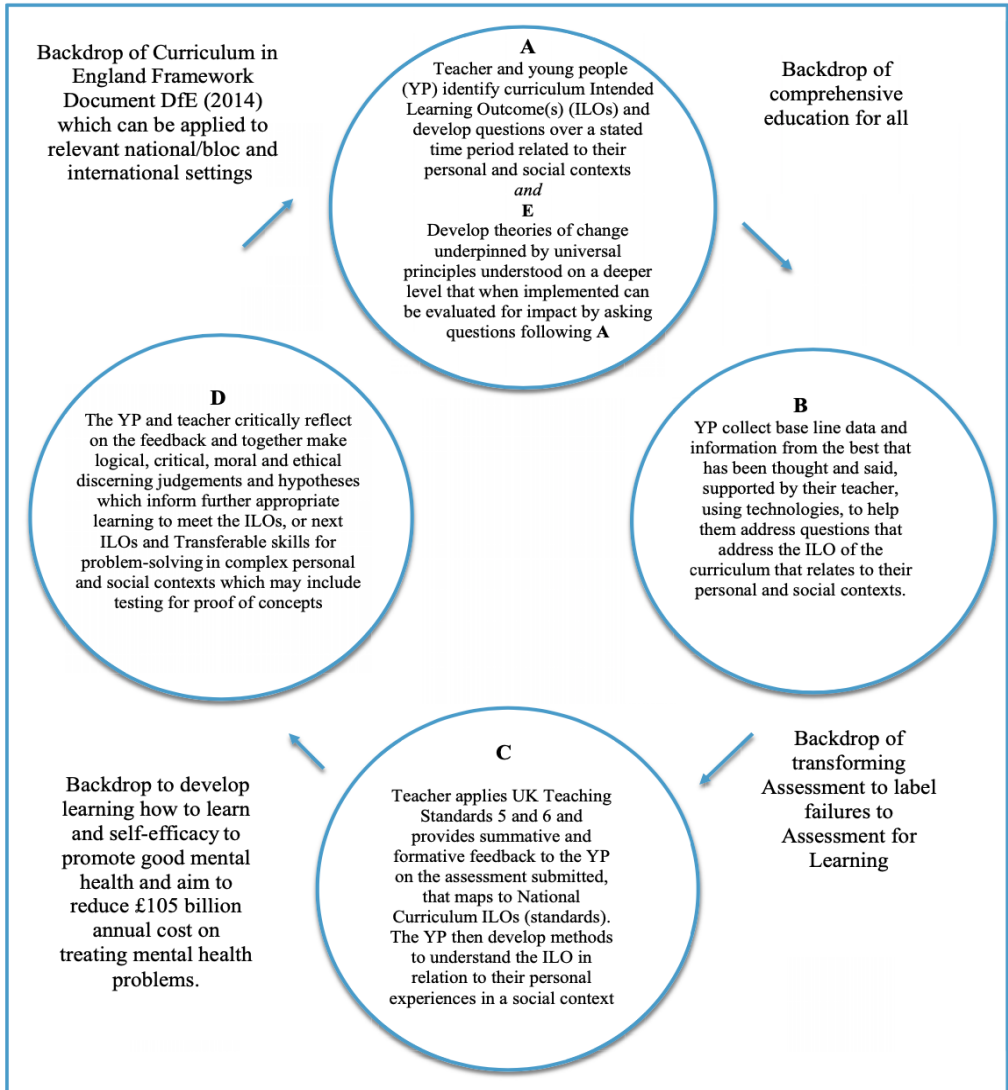 Backdrop of Curriculum in
England Framework
Document DfE (2014)
which can be applied to
relevant national/bloc and
international settings
A
Teacher and young people
(YP) identify curriculum Intended
Learning Outcome(s) (ILOs) and
develop questions over a stated
time period related to their
personal and social contexts
and
E
Develop theories of change
underpinned by universal
principles understood on a deeper
level that when implemented can
be evaluated for impact by asking
questions following A
Backdrop of
comprehensive
education for all
D
The YP and teacher critically reflect
on the feedback and together make
logical, critical, moral and ethical
discerning judgements and hypotheses
which inform further appropriate
learning to meet the ILOs, or next
ILOs and Transferable skills for
problem-solving in complex personal
and social contexts which may include
testing for proof of concepts
B
YP collect base line data and
information from the best that
has been thought and said,
supported by their teacher,
using technologies, to help
them address questions that
address the ILO of the
curriculum that relates to their
personal and social contexts.
Backdrop to develop
learning how to learn
and self-efficacy to
promote good mental
health and aim to
reduce £105 billion
annual cost on
treating mental health
problems.
C
Teacher applies UK Teaching
Standards 5 and 6 and
provides summative and
formative feedback to the YP
on the assessment submitted,
that maps to National
Curriculum ILOs (standards).
The YP then develop methods
to understand the ILO in
relation to their personal
experiences in a social context
Backdrop of
transforming
Assessment to label
failures to
Assessment for
Learning